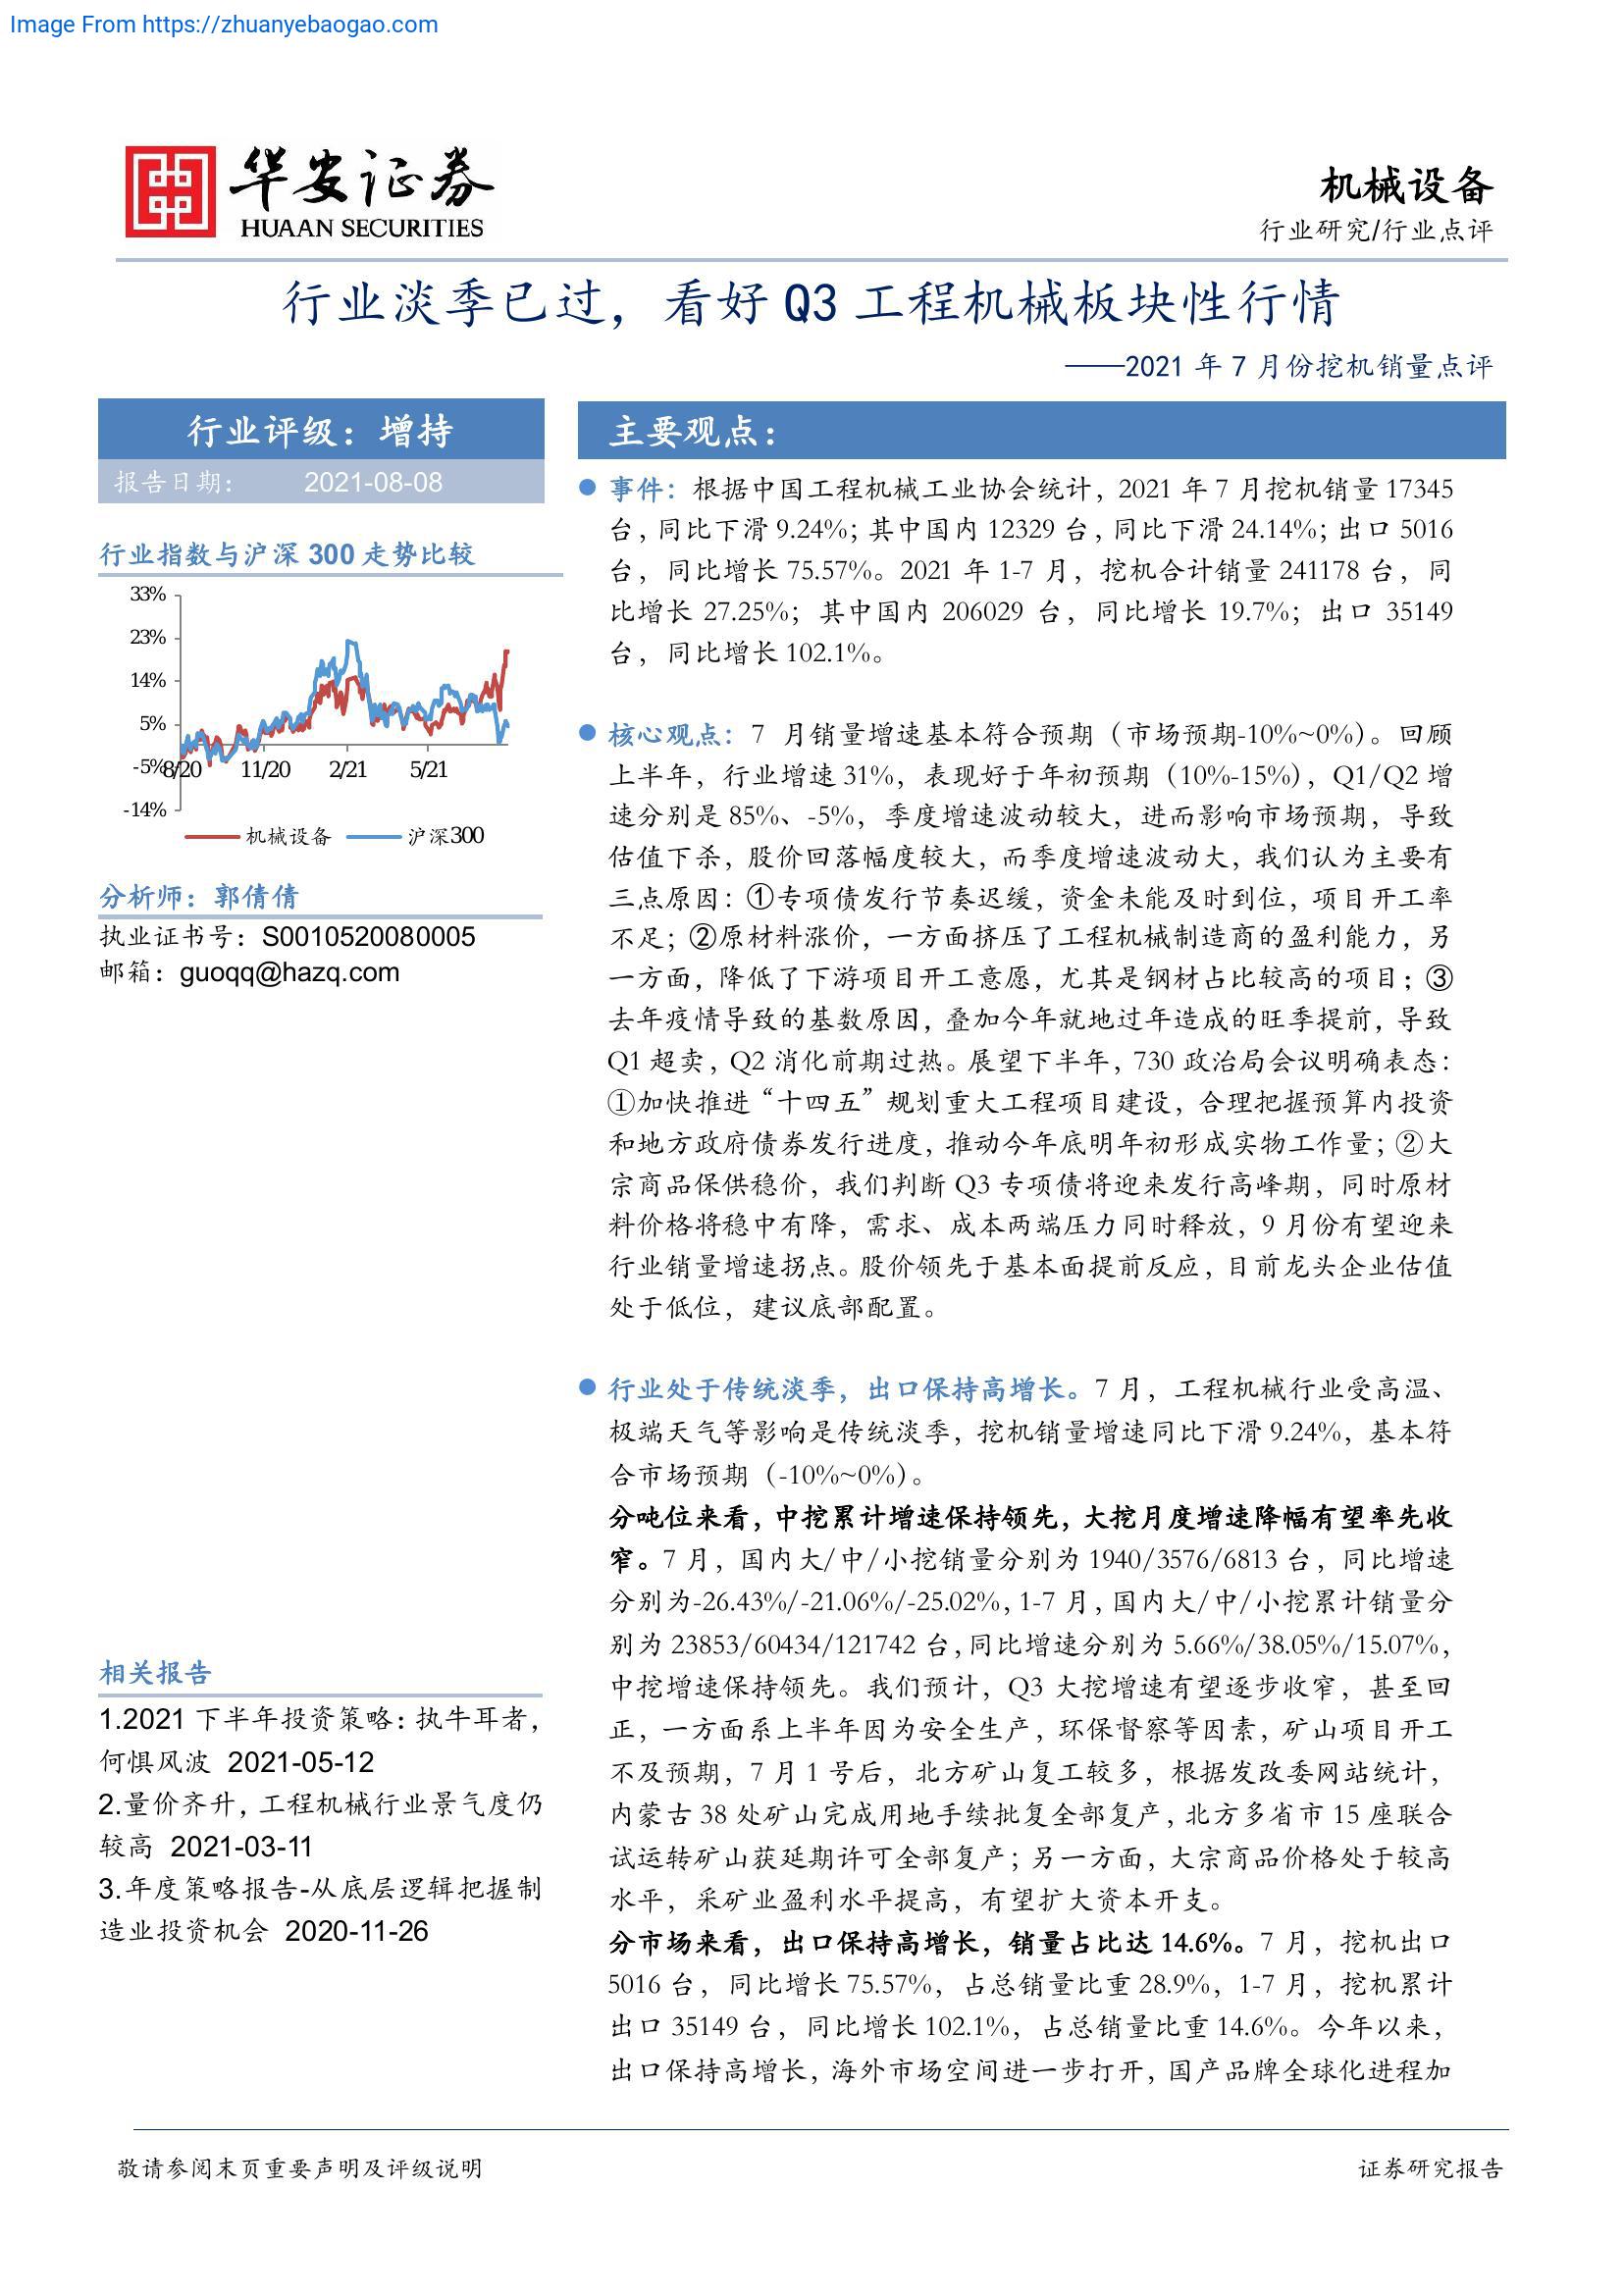 Image From https://zhuanyebaogao.com
华安证券
HUAAN SECURITIES
机械设备
行业研究/行业点评
行业淡季已过，看好 Q3 工程机械板块性行情
——2021 年 7 月份挖机销量点评
行业评级：增持
报告日期： 2021-08-08
行业指数与沪深 300 走势比较
33%
23%
14%
5%
-5%
-14%
8/20 11/20 2/21 5/21
机械设备 沪深300
分析师：郭倩倩
执业证书号：S0010520080005
邮箱：guoqq@hazq.com
相关报告
1.2021 下半年投资策略：执牛耳者，
何惧风波 2021-05-12
2.量价齐升，工程机械行业景气度仍
较高 2021-03-11
3.年度策略报告-从底层逻辑把握制
造业投资机会 2020-11-26
主要观点：
事件：根据中国工程机械工业协会统计，2021 年 7 月挖机销量 17345
台，同比下滑 9.24%；其中国内 12329 台，同比下滑 24.14%；出口 5016
台，同比增长 75.57%。2021 年 1-7 月，挖机合计销量 241178 台，同
比增长 27.25%；其中国内 206029 台，同比增长 19.7%；出口 35149
台，同比增长 102.1%。
核心观点：7 月销量增速基本符合预期（市场预期-10%~0%）。回顾
上半年，行业增速 31%，表现好于年初预期（10%-15%），Q1/Q2 增
速分别是 85%、-5%，季度增速波动较大，进而影响市场预期，导致
估值下杀，股价回落幅度较大，而季度增速波动大，我们认为主要有
三点原因：①专项债发行节奏迟缓，资金未能及时到位，项目开工率
不足；②原材料涨价，一方面挤压了工程机械制造商的盈利能力，另
一方面，降低了下游项目开工意愿，尤其是钢材占比较高的项目；③
去年疫情导致的基数原因，叠加今年就地过年造成的旺季提前，导致
Q1 超卖，Q2 消化前期过热。展望下半年，730 政治局会议明确表态：
①加快推进“十四五”规划重大工程项目建设，合理把握预算内投资
和地方政府债券发行进度，推动今年底明年初形成实物工作量；②大
宗商品保供稳价，我们判断 Q3 专项债将迎来发行高峰期，同时原材
料价格将稳中有降，需求、成本两端压力同时释放，9 月份有望迎来
行业销量增速拐点。股价领先于基本面提前反应，目前龙头企业估值
处于低位，建议底部配置。
行业处于传统淡季，出口保持高增长。7 月，工程机械行业受高温、
极端天气等影响是传统淡季，挖机销量增速同比下滑 9.24%，基本符
合市场预期（-10%~0%）。
分吨位来看，中挖累计增速保持领先，大挖月度增速降幅有望率先收
窄。7 月，国内大/中/小挖销量分别为 1940/3576/6813 台，同比增速
分别为-26.43%/-21.06%/-25.02%，1-7 月，国内大/中/小挖累计销量分
别为 23853/60434/121742 台，同比增速分别为 5.66%/38.05%/15.07%，
中挖增速保持领先。我们预计，Q3 大挖增速有望逐步收窄，甚至回
正，一方面系上半年因为安全生产，环保督察等因素，矿山项目开工
不及预期，7 月 1 号后，北方矿山复工较多，根据发改委网站统计，
内蒙古 38 处矿山完成用地手续批复全部复产，北方多省市 15 座联合
试运转矿山获延期许可全部复产；另一方面，大宗商品价格处于较高
水平，采矿业盈利水平提高，有望扩大资本开支。
分市场来看，出口保持高增长，销量占比达 14.6%。7 月，挖机出口
5016 台，同比增长 75.57%，占总销量比重 28.9%，1-7 月，挖机累计
出口 35149 台，同比增长 102.1%，占总销量比重 14.6%。今年以来，
出口保持高增长，海外市场空间进一步打开，国产品牌全球化进程加
敬请参阅末页重要声明及评级说明
证券研究报告